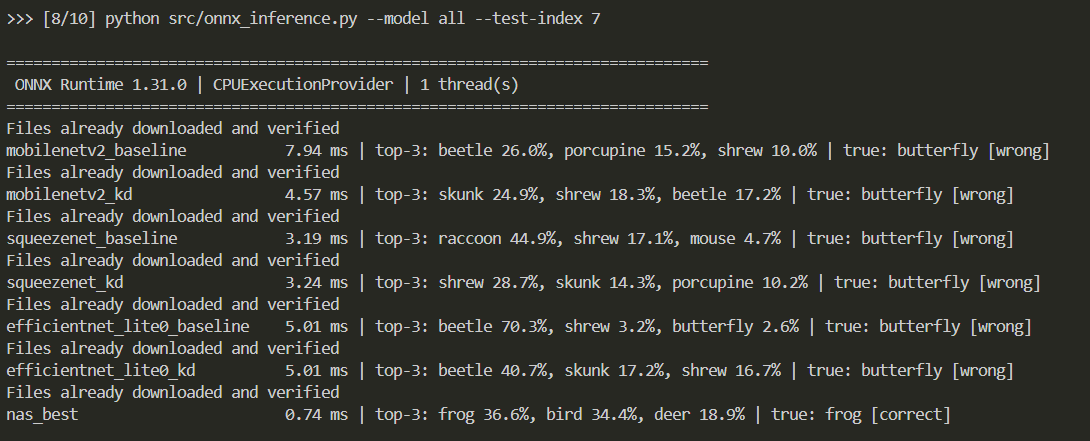 >>> [8/10] python src/onnx_inference.py --model all --test-index 7
==============================================================================
 ONNX Runtime 1.31.0 | CPUExecutionProvider | 1 thread(s)
==============================================================================
Files already downloaded and verified
mobilenetv2_baseline           7.94 ms | top-3: beetle 26.0%, porcupine 15.2%, shrew 10.0% | true: butterfly [wrong]
Files already downloaded and verified
mobilenetv2_kd                 4.57 ms | top-3: skunk 24.9%, shrew 18.3%, beetle 17.2% | true: butterfly [wrong]
Files already downloaded and verified
squeezenet_baseline            3.19 ms | top-3: raccoon 44.9%, shrew 17.1%, mouse 4.7% | true: butterfly [wrong]
Files already downloaded and verified
squeezenet_kd                  3.24 ms | top-3: shrew 28.7%, skunk 14.3%, porcupine 10.2% | true: butterfly [wrong]
Files already downloaded and verified
efficientnet_lite0_baseline    5.01 ms | top-3: beetle 70.3%, shrew 3.2%, butterfly 2.6% | true: butterfly [wrong]
Files already downloaded and verified
efficientnet_lite0_kd          5.01 ms | top-3: beetle 40.7%, skunk 17.2%, shrew 16.7% | true: butterfly [wrong]
Files already downloaded and verified
nas_best                       0.74 ms | top-3: frog 36.6%, bird 34.4%, deer 18.9% | true: frog [correct]